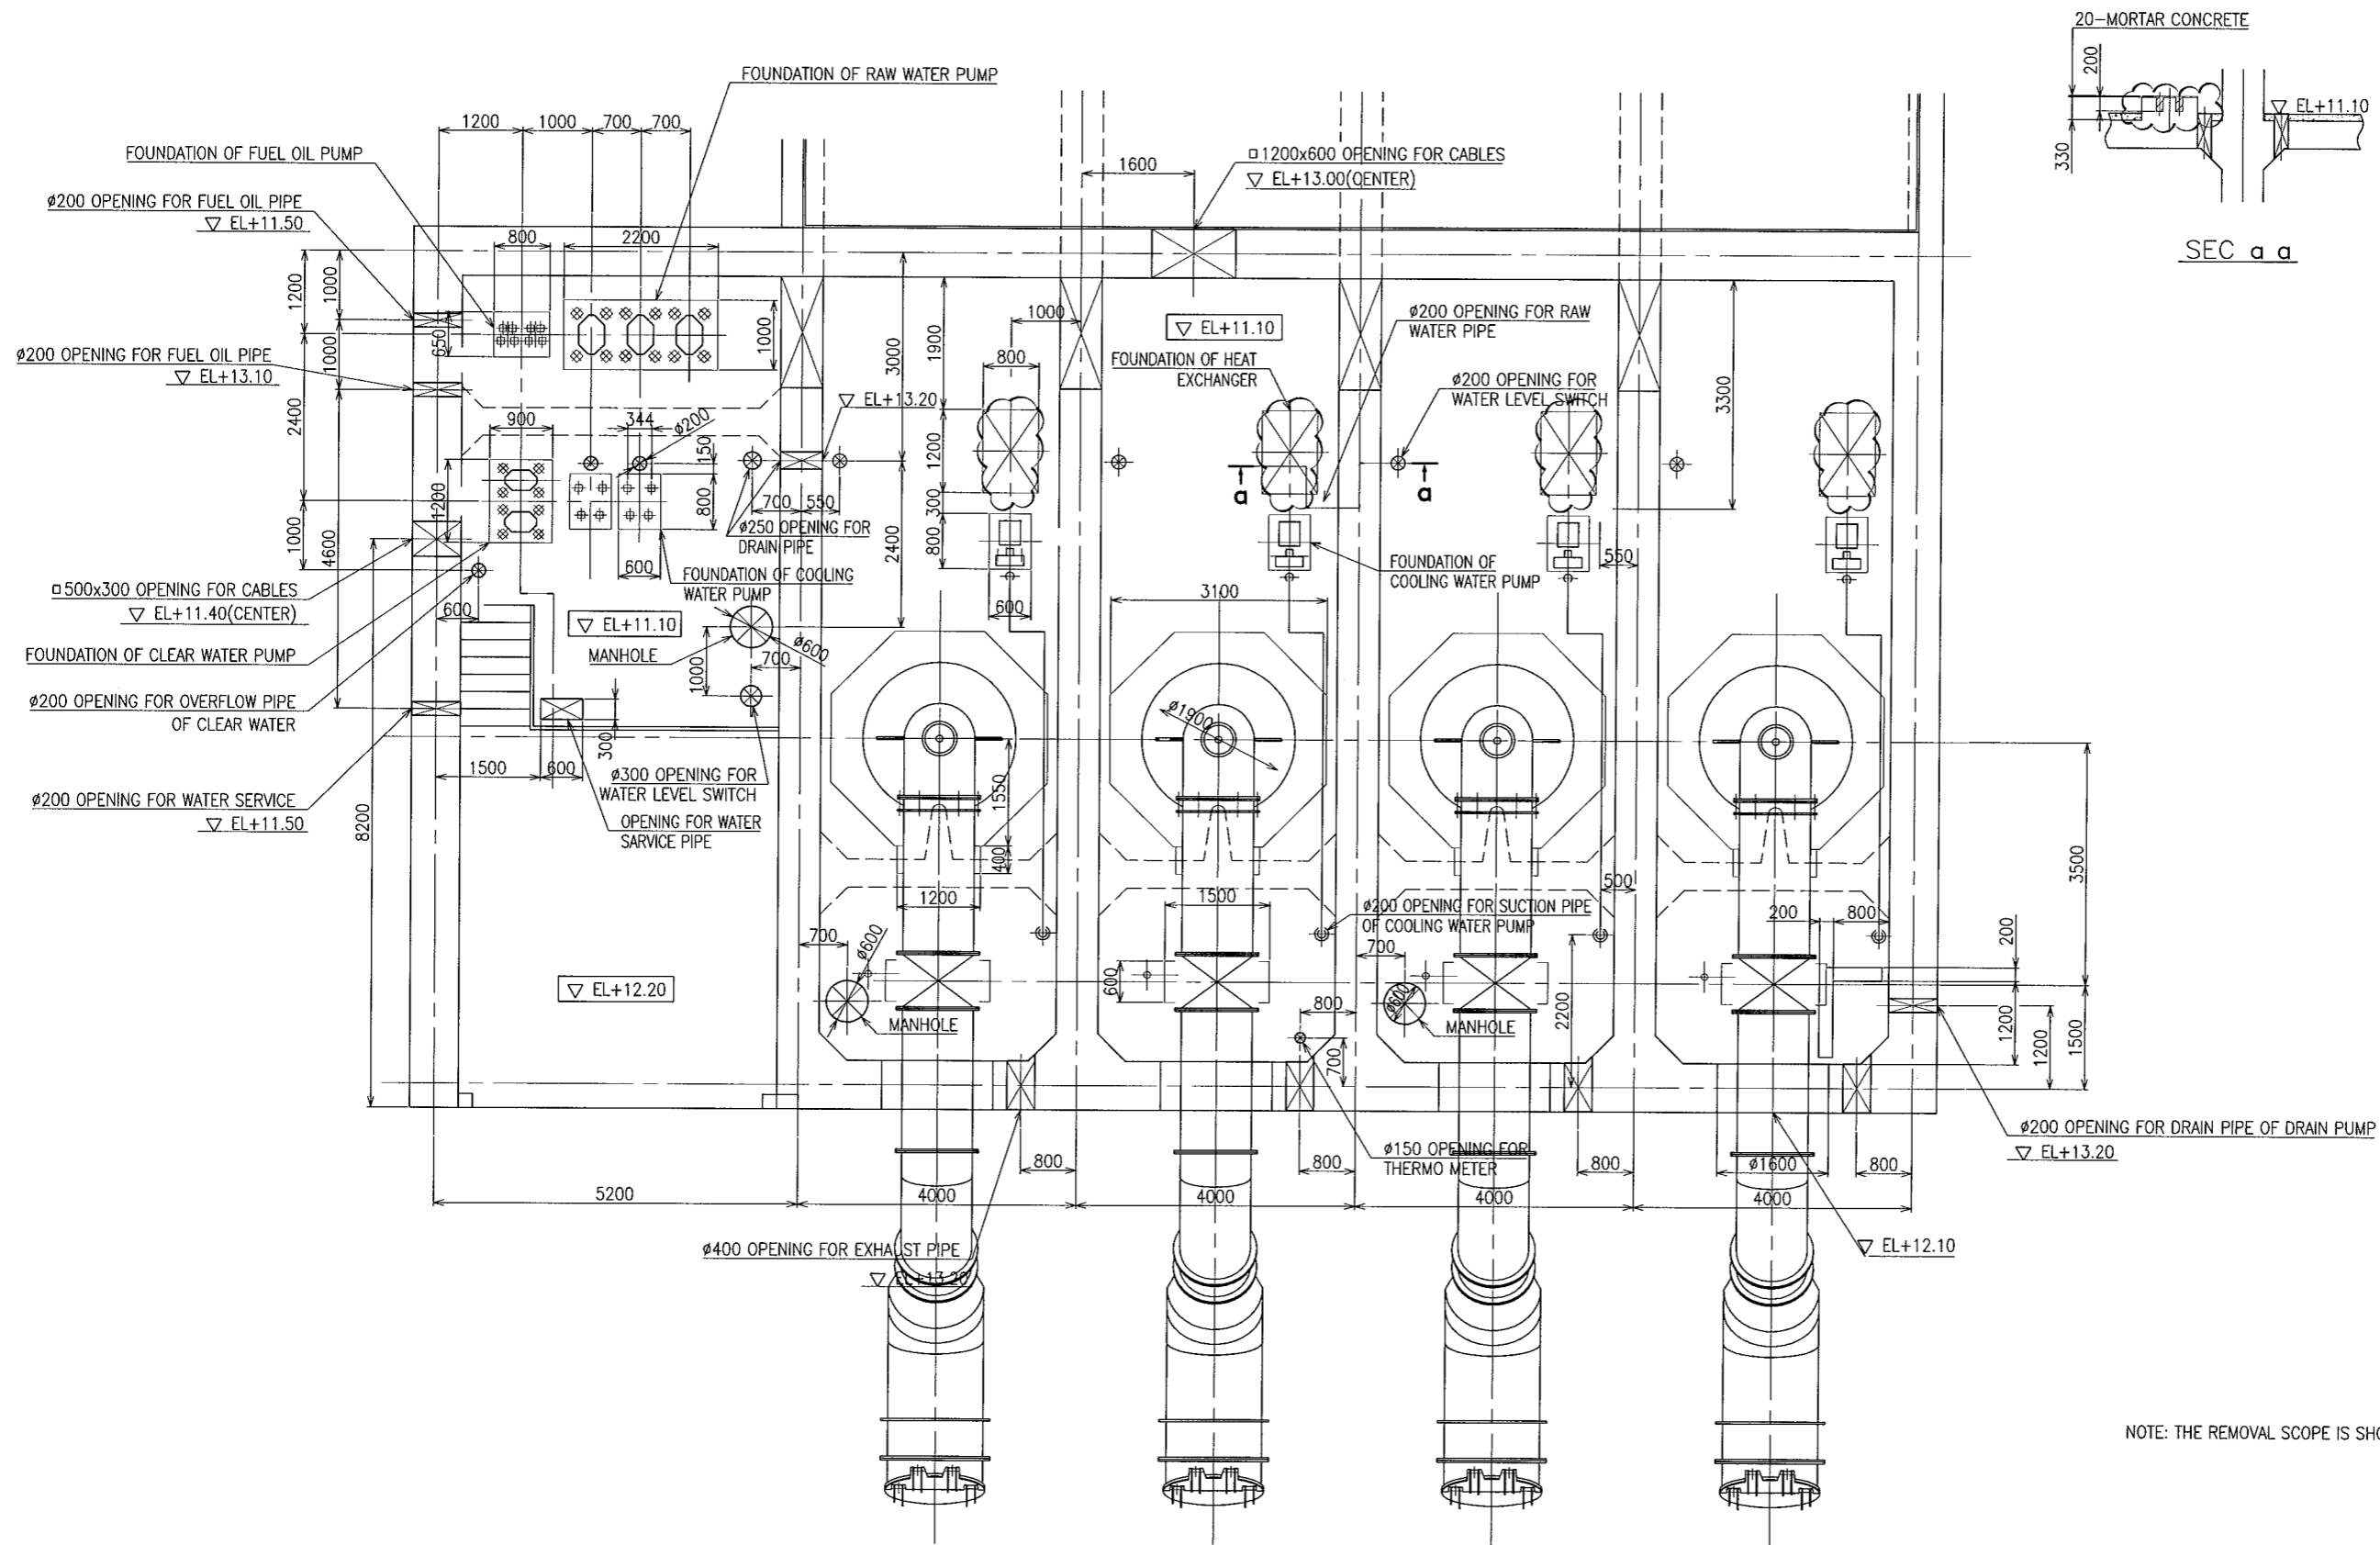 20-MORTAR CONCRETE
200
330
EL+11.10
SEC a a
FOUNDATION OF RAW WATER PUMP
1200
1000
700
700
FOUNDATION OF FUEL OIL PUMP
ø200 OPENING FOR FUEL OIL PIPE
EL+11.50
800
2200
1600
□1200x600 OPENING FOR CABLES
EL+13.00(CENTER)
1200
1000
1000
650
1000
3000
1900
1000
EL+11.10
ø200 OPENING FOR RAW
WATER PIPE
3300
ø200 OPENING FOR FUEL OIL PIPE
EL+13.10
800
FOUNDATION OF HEAT
EXCHANGER
ø200 OPENING FOR
WATER LEVEL SWITCH
2400
900
344
ø200
150
EL+13.20
1200
1200
800
700
550
300
a
a
1000
4600
ø250 OPENING FOR
DRAIN PIPE
2400
800
550
□500x300 OPENING FOR CABLES
EL+11.40(CENTER)
600
FOUNDATION OF COOLING
WATER PUMP
FOUNDATION OF
COOLING WATER PUMP
600
EL+11.10
600
3100
FOUNDATION OF CLEAR WATER PUMP
MANHOLE
ø600
1000
700
ø200 OPENING FOR OVERFLOW PIPE
OF CLEAR WATER
ø1900
300
1500
600
ø300 OPENING FOR
WATER LEVEL SWITCH
1550
ø200 OPENING FOR WATER SERVICE
EL+11.50
8200
OPENING FOR WATER
SARVICE PIPE
400
3500
1200
1500
500
ø200 OPENING FOR SUCTION PIPE
OF COOLING WATER PUMP
200
800
200
700
ø600
700
EL+12.20
600
ø600
2200
MANHOLE
800
MANHOLE
700
1200
1200
1500
ø200 OPENING FOR DRAIN PIPE OF DRAIN PUMP
EL+13.20
800
800
ø150 OPENING FOR
THERMO METER
800
ø1600
800
5200
4000
4000
4000
4000
ø400 OPENING FOR EXHAUST PIPE
EL+13.20
EL+12.10
NOTE: THE REMOVAL SCOPE IS